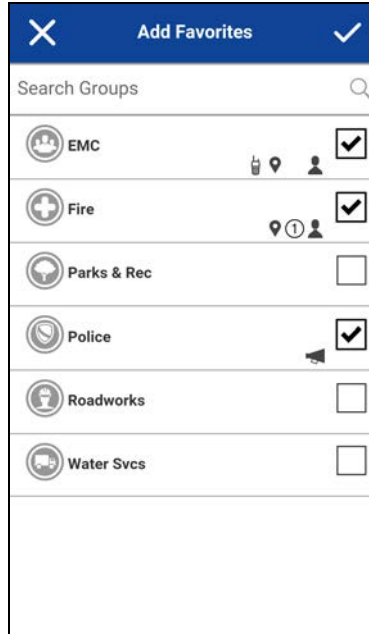 Add Favorites
Search Groups
EMC
Fire
1
Parks & Rec
Police
Roadworks
Water Svcs